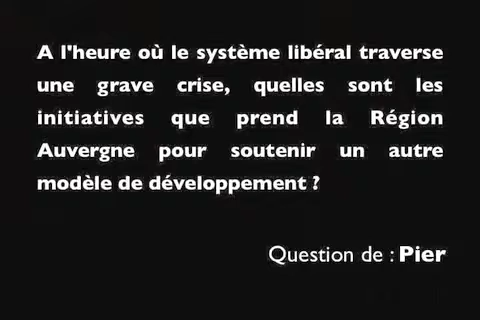 A l'heure où le système libéral traverse
une grave crise, quelles sont les
initiatives que prend la Région
Auvergne pour soutenir un autre
modèle de développement ?
Question de : Pier